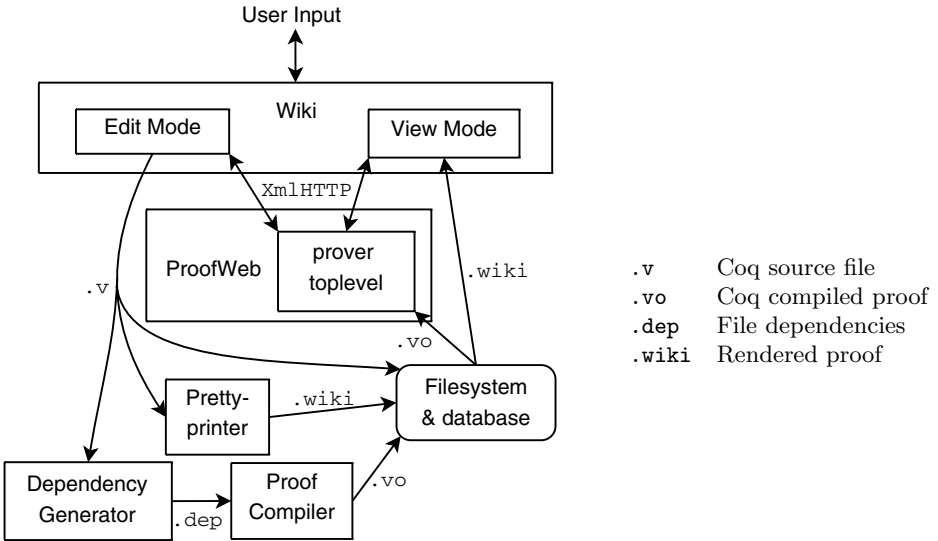 User Input
Wiki
Edit Mode
View Mode
XmlHTTP
ProofWeb
prover
toplevel
.v
.wiki
.vo
Filesystem
& database
Pretty-
printer
.wiki
Dependency
Generator
.dep
Proof
Compiler
.vo
.v Coq source file
.vo Coq compiled proof
.dep File dependencies
.wiki Rendered proof